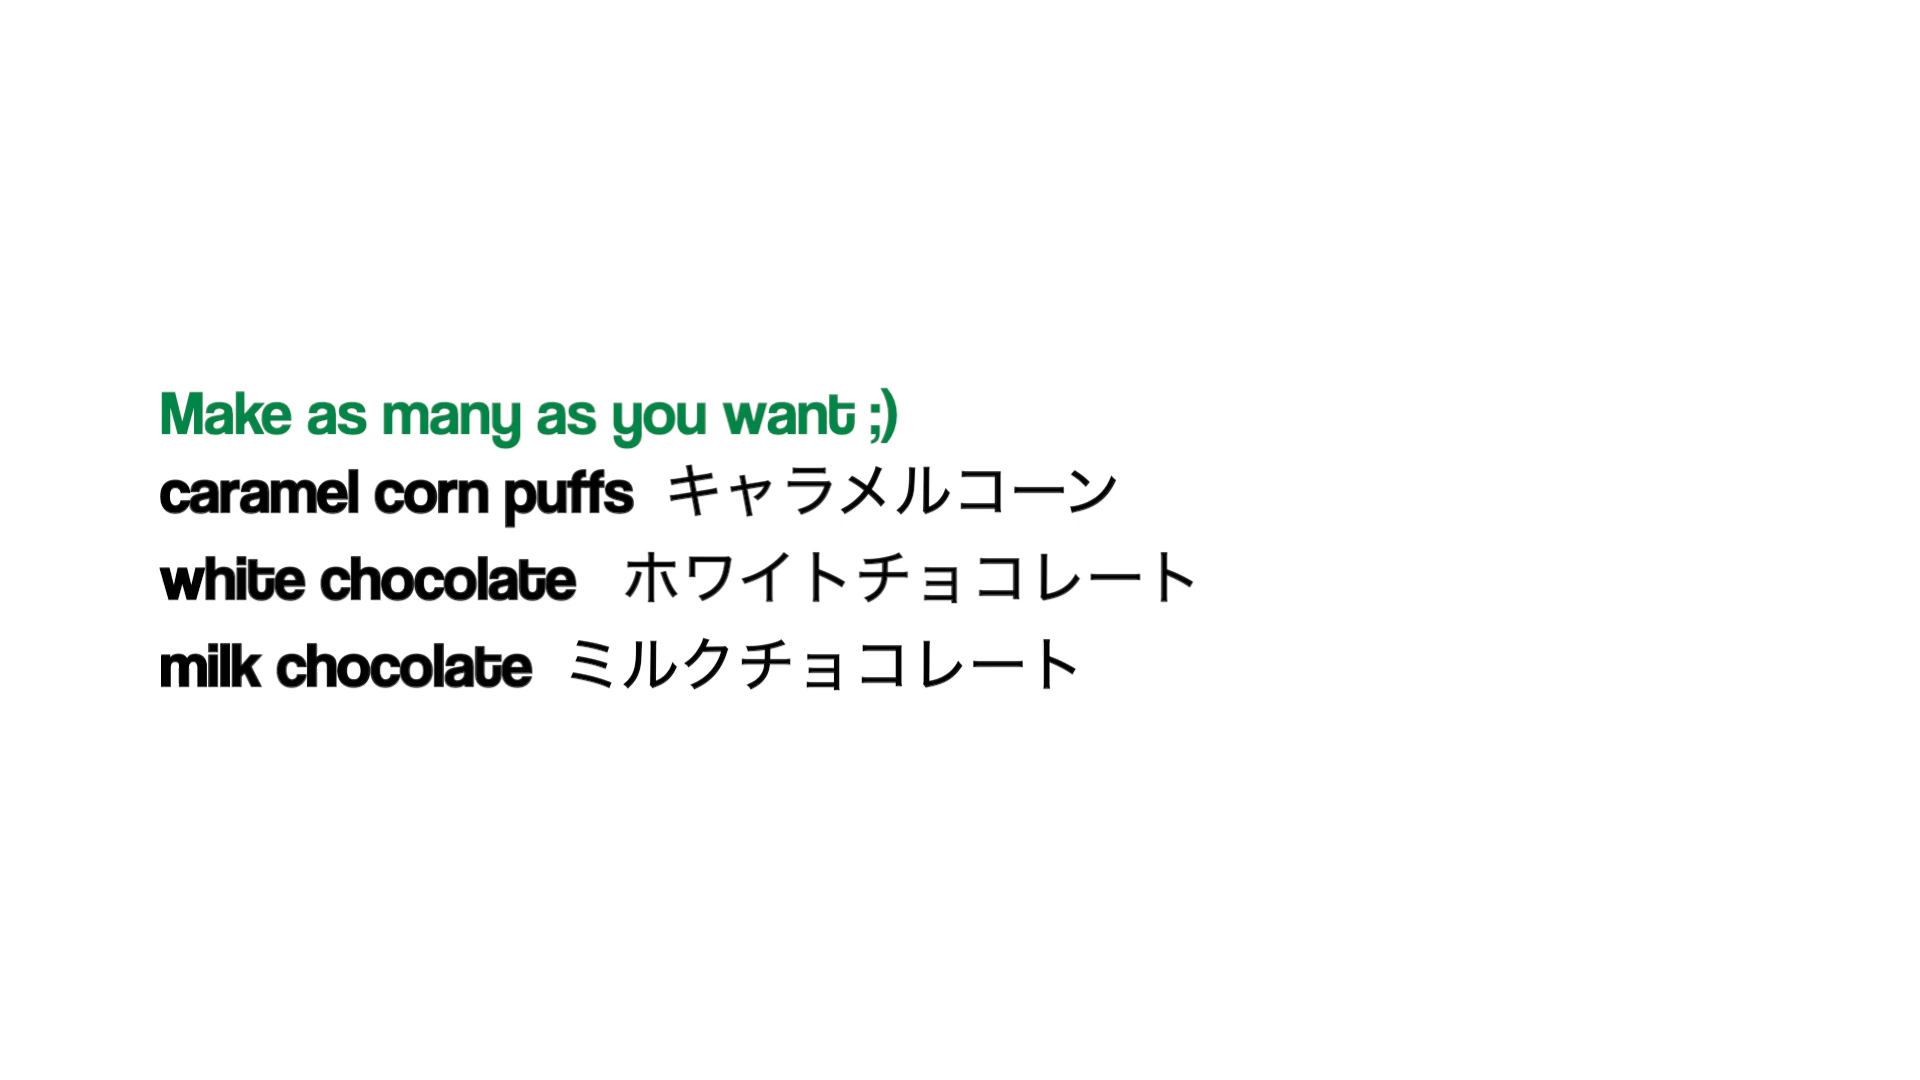 Make as many as you want ;)
caramel corn puffs キャラメルコーン
white chocolate ホワイトチョコレート
milk chocolate ミルクチョコレート